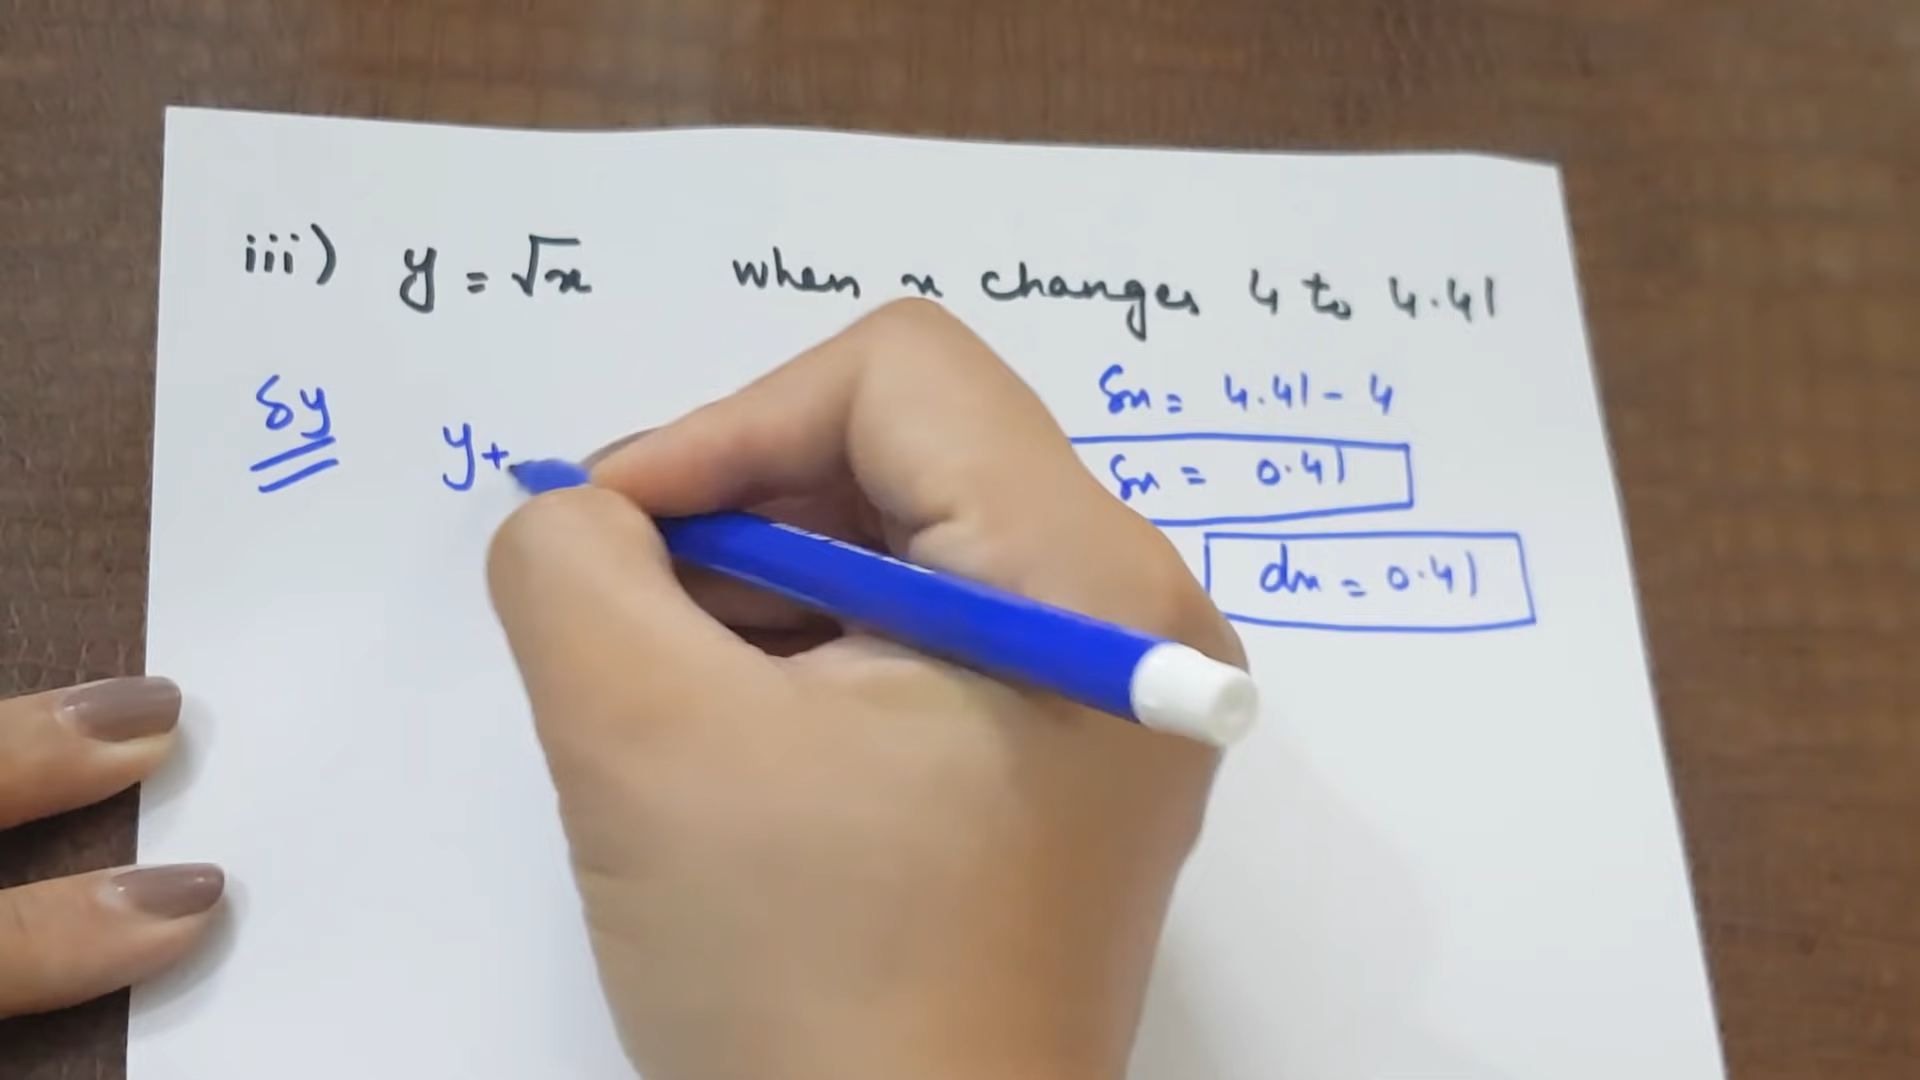 iii) y = √x when x changes 4 to 4.41
δx = 4.41 - 4
δy y+
δx = 0.41
dx = 0.41